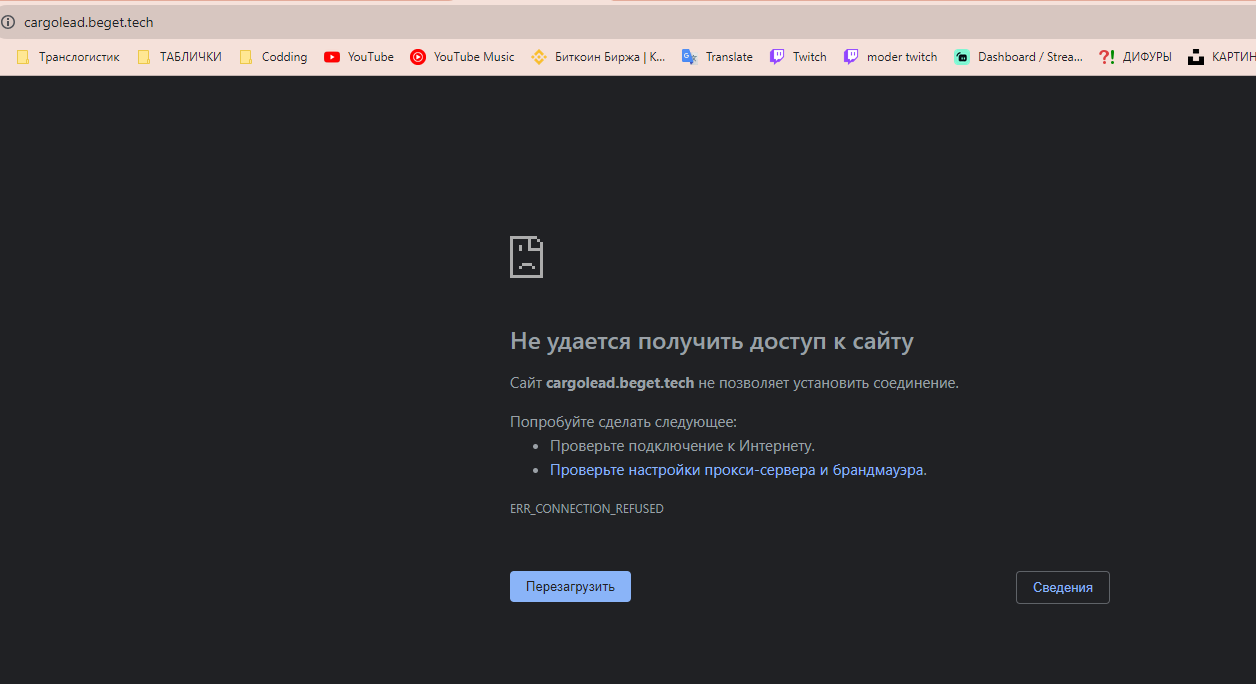 cargolead.beget.tech
Транслогистик ТАБЛИЧКИ Codding YouTube YouTube Music Биткоин Биржа | K... Translate Twitch moder twitch Dashboard / Strea... ДИФУРЫ КАРТИН
Не удается получить доступ к сайту
Сайт cargolead.beget.tech не позволяет установить соединение.
Попробуйте сделать следующее:
• Проверьте подключение к Интернету.
• Проверьте настройки прокси-сервера и брандмауэра.
ERR_CONNECTION_REFUSED
Перезагрузить Сведения